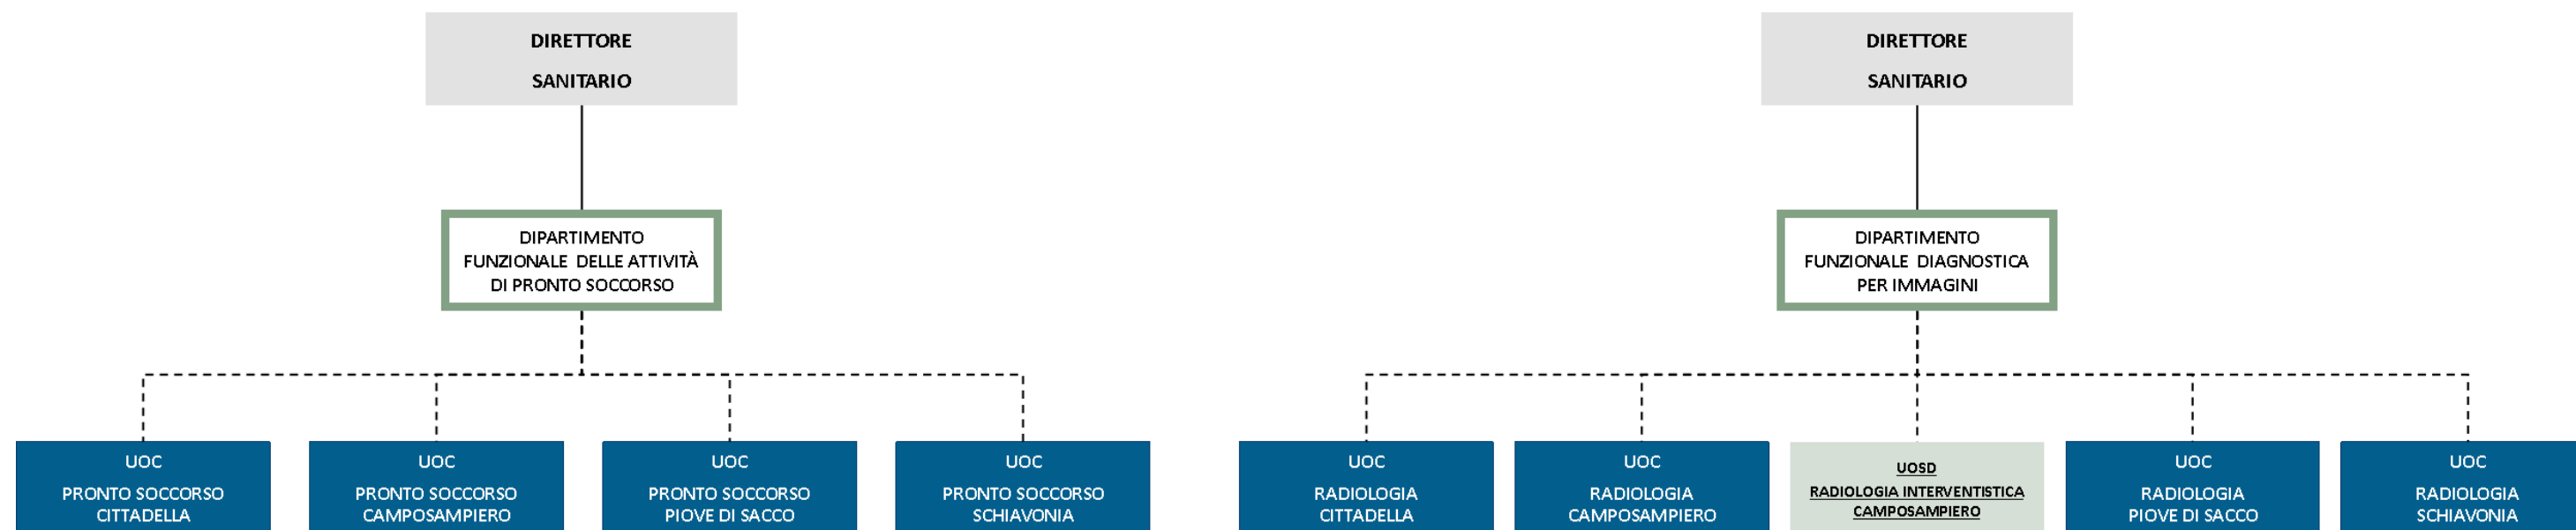 DIRETTORE
SANITARIO
DIPARTIMENTO
FUNZIONALE DELLE ATTIVITÀ
DI PRONTO SOCCORSO
UOC
PRONTO SOCCORSO
CITTADELLA
UOC
PRONTO SOCCORSO
CAMPOSAMPIERO
UOC
PRONTO SOCCORSO
PIOVE DI SACCO
UOC
PRONTO SOCCORSO
SCHIAVONIA
DIRETTORE
SANITARIO
DIPARTIMENTO
FUNZIONALE DIAGNOSTICA
PER IMMAGINI
UOC
RADIOLOGIA
CITTADELLA
UOC
RADIOLOGIA
CAMPOSAMPIERO
UOSD
RADIOLOGIA INTERVENTISTICA
CAMPOSAMPIERO
UOC
RADIOLOGIA
PIOVE DI SACCO
UOC
RADIOLOGIA
SCHIAVONIA